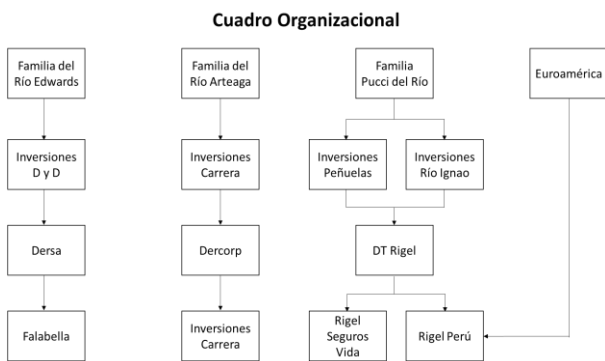 Cuadro Organizacional
Familia del
Río Edwards
Familia del
Río Arteaga
Familia
Pucci del Río
Euroamérica
Inversiones
D y D
Inversiones
Carrera
Inversiones
Peñuelas
Inversiones
Río Ignao
Dersa
Dercorp
DT Rigel
Falabella
Inversiones
Carrera
Rigel
Seguros
Vida
Rigel Perú